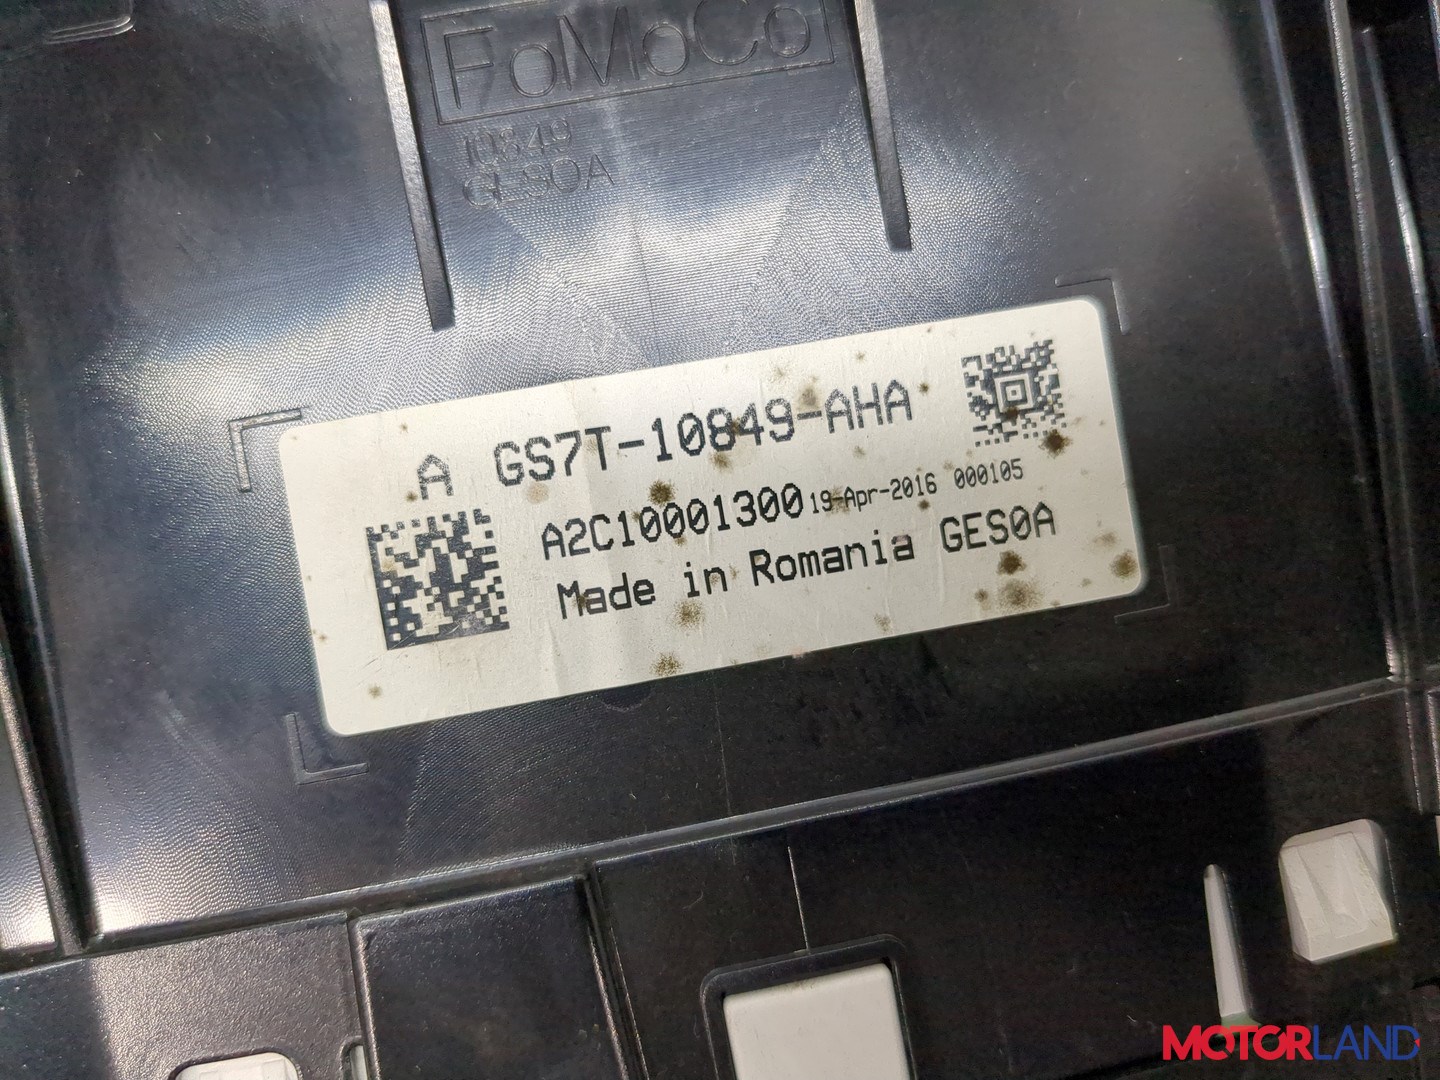 FoMoCo
10849
GES0A
A GS7T-10849-AHA
A2C10001300 19-Apr-2016 000105
Made in Romania GES0A
MOTORLAND